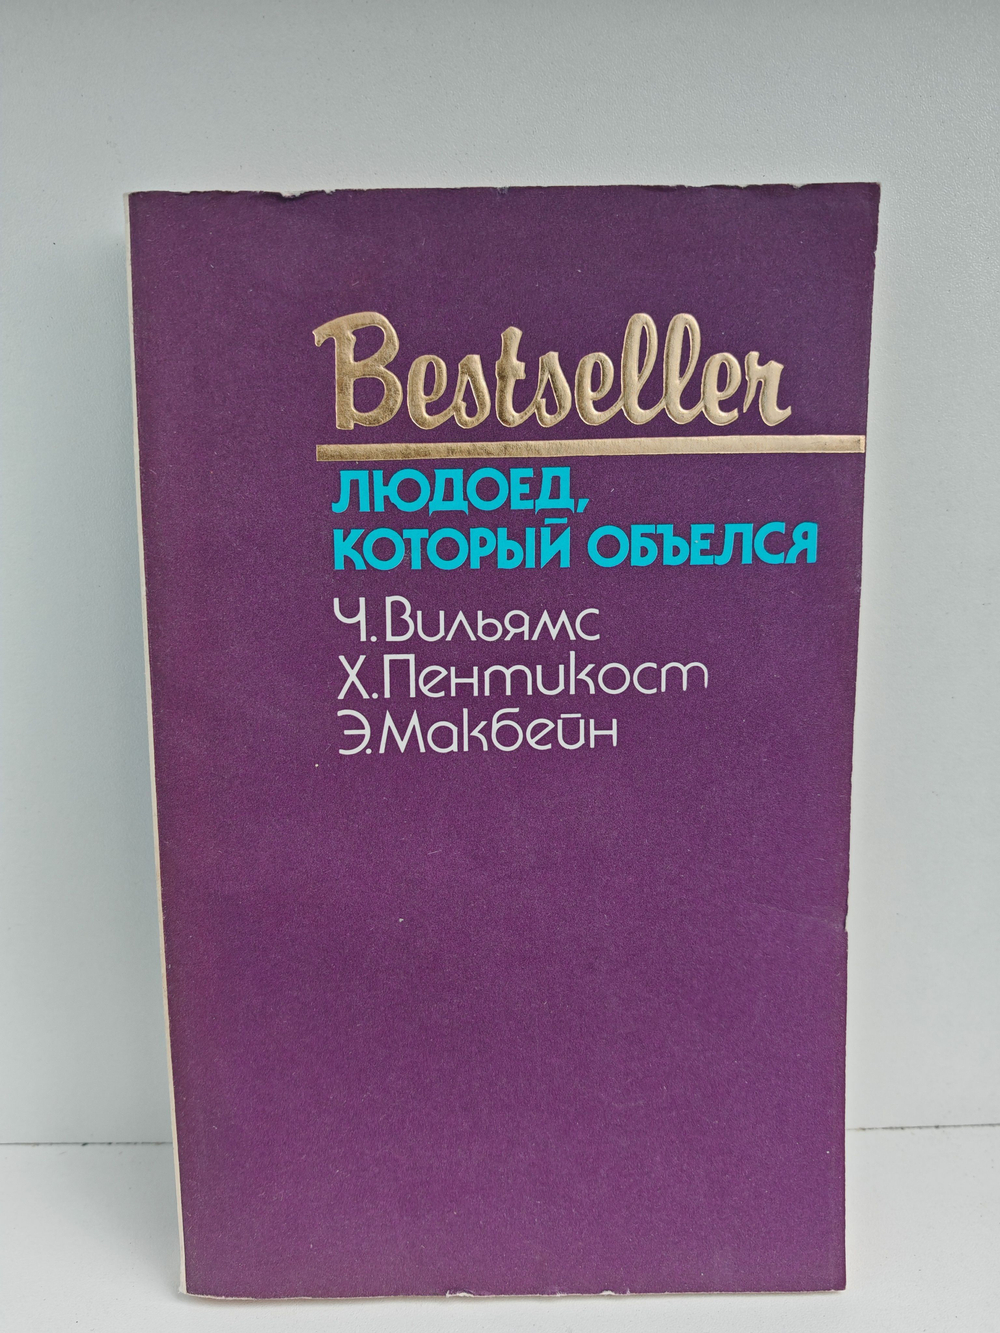 Bestseller
ЛЮДОЕД,
КОТОРЫЙ ОБЪЕЛСЯ
Ч.Вильямс
Х.Пентикост
Э.Макбейн